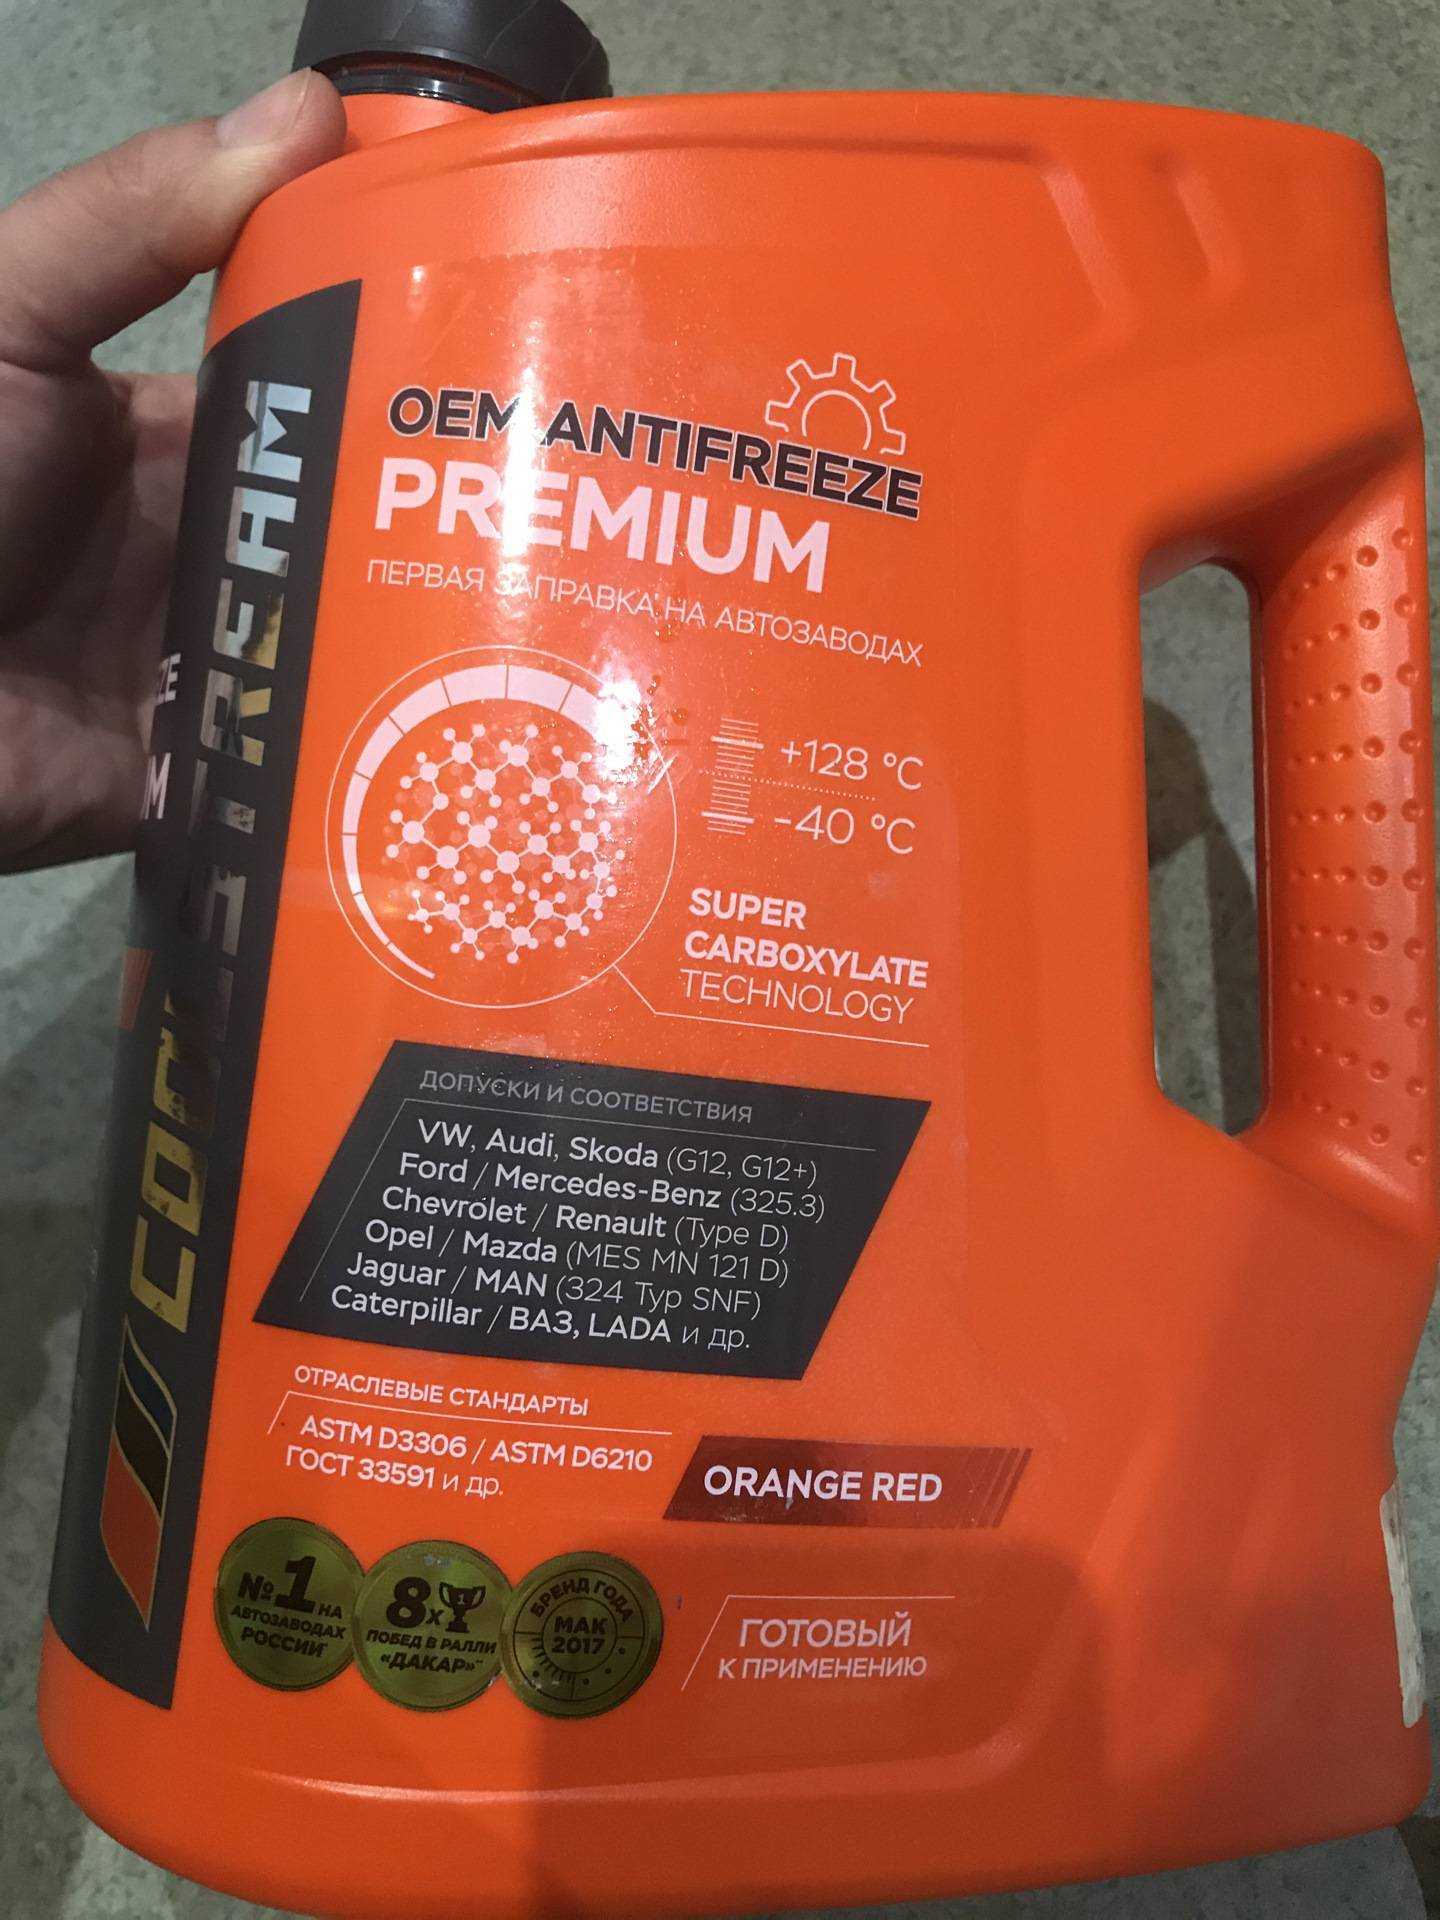 COOLSTREAM
ZE
UM
OEM ANTIFREEZE
PREMIUM
ПЕРВАЯ ЗАПРАВКА НА АВТОЗАВОДАХ
+128 °C
-40 °C
SUPER
CARBOXYLATE
TECHNOLOGY
ДОПУСКИ И СООТВЕТСТВИЯ
VW, Audi, Skoda (G12, G12+)
Ford / Mercedes-Benz (325.3)
Chevrolet / Renault (Type D)
Opel / Mazda (MES MN 121 D)
Jaguar / MAN (324 Typ SNF)
Caterpillar / ВАЗ, LADA и др.
ОТРАСЛЕВЫЕ СТАНДАРТЫ
ASTM D3306 / ASTM D6210
ГОСТ 33591 и др.
ORANGE RED
№1 НА
АВТОЗАВОДАХ
РОССИИ*
8X 1
ПОБЕД В РАЛЛИ
«ДАКАР»**
БРЕНД ГОДА
МАК
2017
ГОТОВЫЙ
К ПРИМЕНЕНИЮ